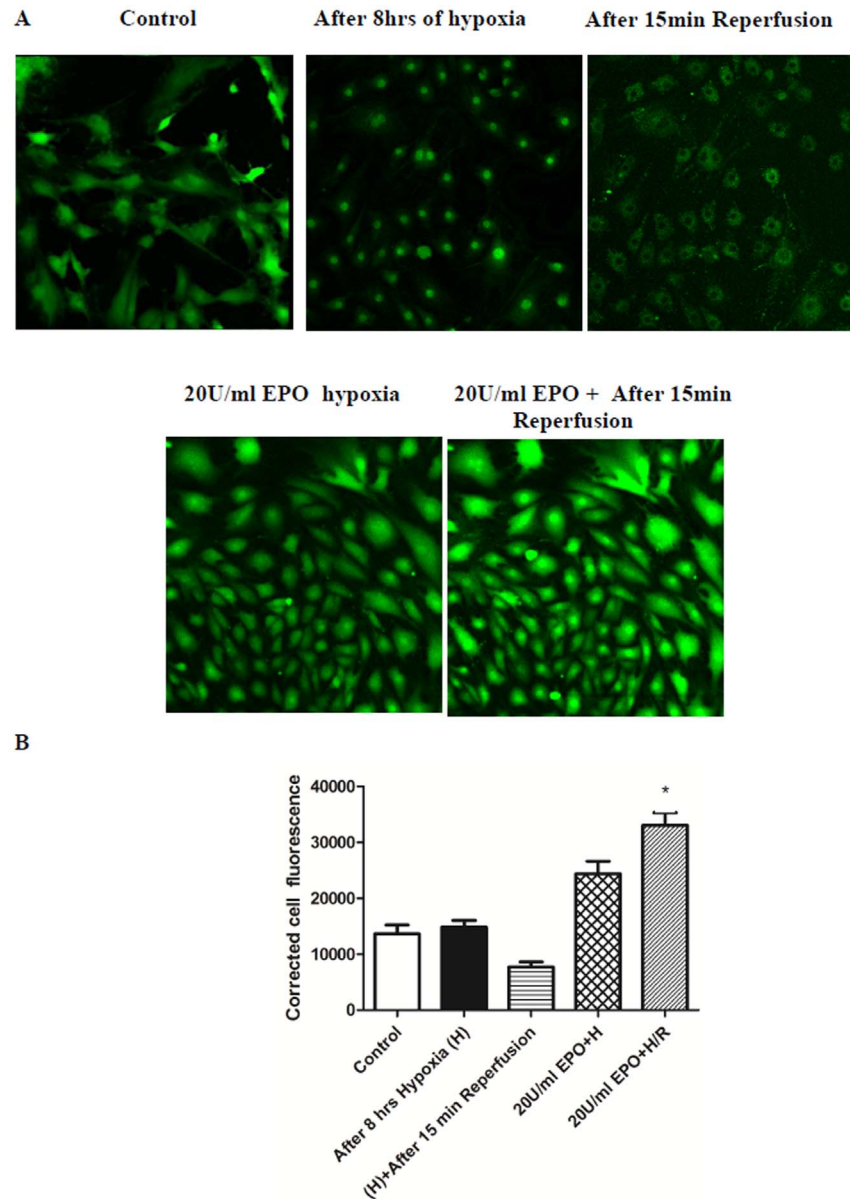 A
Control
After 8hrs of hypoxia
After 15min Reperfusion
20U/ml EPO hypoxia
20U/ml EPO + After 15min
Reperfusion
B
Corrected cell fluorescence
40000
30000
20000
10000
0
*
Control
After 8 hrs Hypoxia (H)
(H)+After 15 min Reperfusion
20U/ml EPO+H
20U/ml EPO+H/R